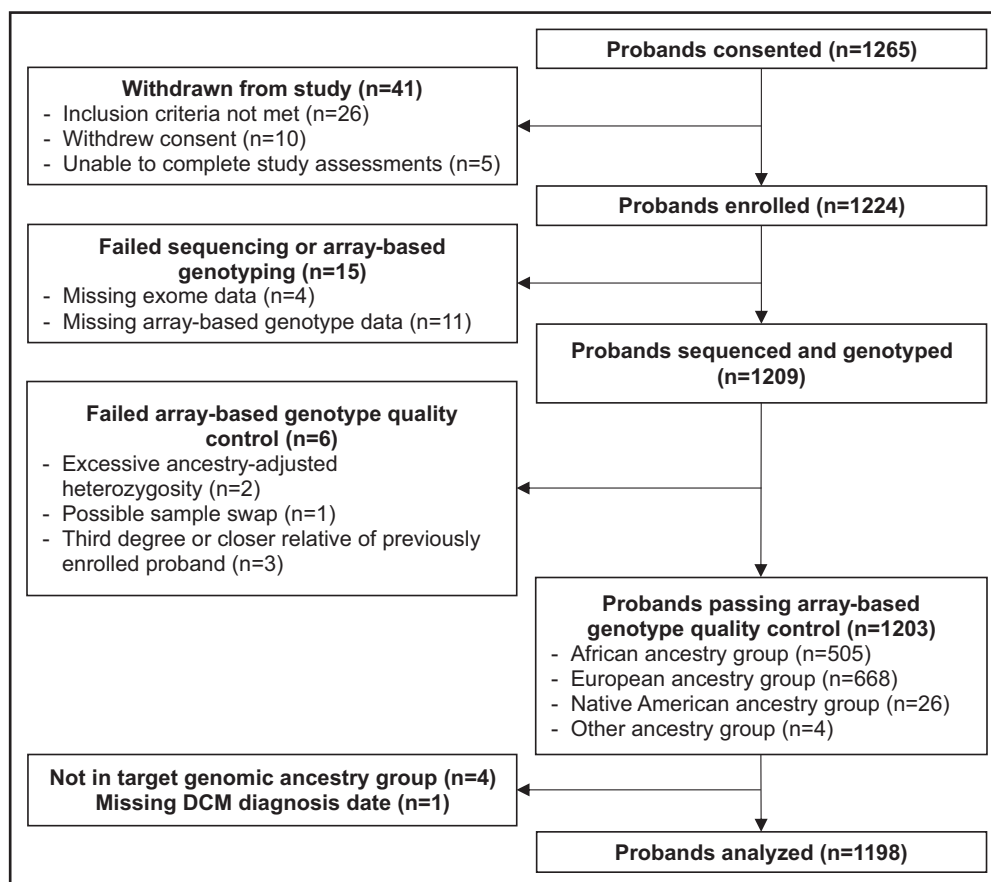 Probands consented (n=1265)
Withdrawn from study (n=41)
- Inclusion criteria not met (n=26)
- Withdrew consent (n=10)
- Unable to complete study assessments (n=5)
Probands enrolled (n=1224)
Failed sequencing or array-based
genotyping (n=15)
- Missing exome data (n=4)
- Missing array-based genotype data (n=11)
Probands sequenced and genotyped
(n=1209)
Failed array-based genotype quality
control (n=6)
- Excessive ancestry-adjusted
heterozygosity (n=2)
- Possible sample swap (n=1)
- Third degree or closer relative of previously
enrolled proband (n=3)
Probands passing array-based
genotype quality control (n=1203)
- African ancestry group (n=505)
- European ancestry group (n=668)
- Native American ancestry group (n=26)
- Other ancestry group (n=4)
Not in target genomic ancestry group (n=4)
Missing DCM diagnosis date (n=1)
Probands analyzed (n=1198)